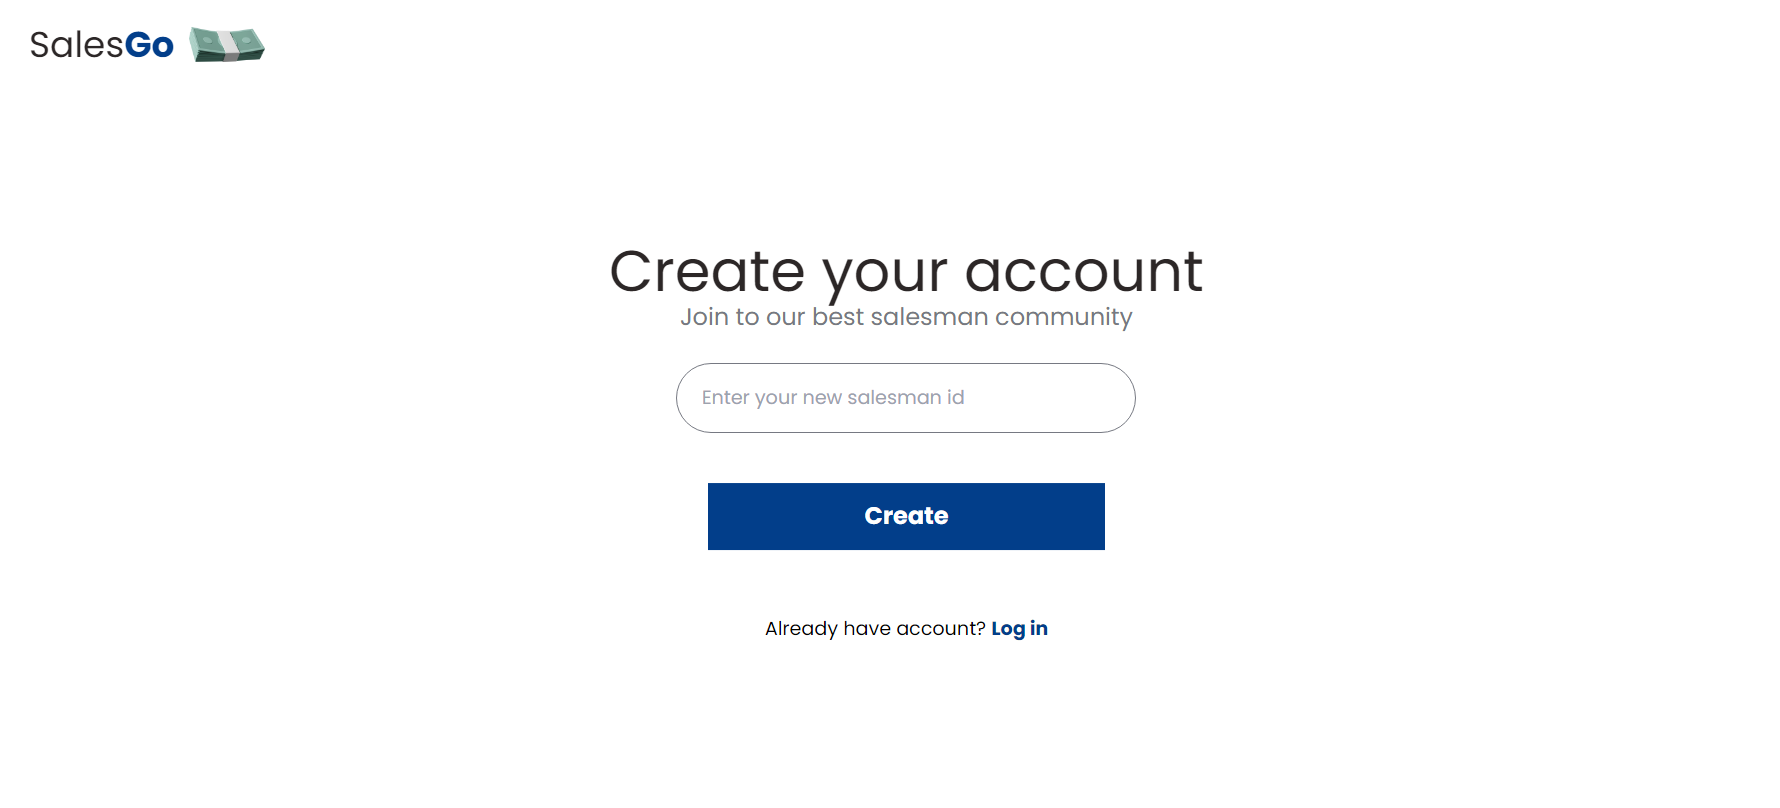 SalesGo
Create your account
Join to our best salesman community
Enter your new salesman id
Create
Already have account? Log in